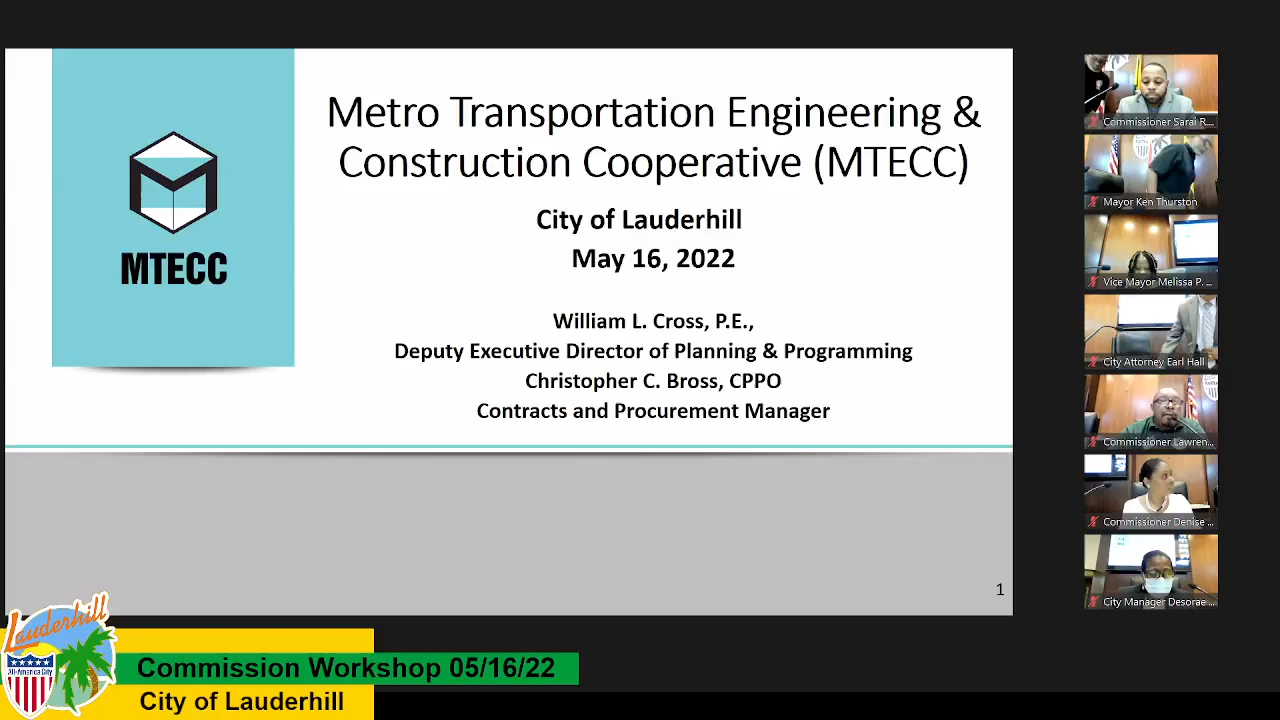 MTECC
Metro Transportation Engineering &
Construction Cooperative (MTECC)
City of Lauderhill
May 16, 2022
William L. Cross, P.E.,
Deputy Executive Director of Planning & Programming
Christopher C. Bross, CPPO
Contracts and Procurement Manager
1
Commissioner Sarai R...
Mayor Ken Thurston
Vice Mayor Melissa P. ...
City Attorney Earl Hall
Commissioner Lawren...
Commissioner Denise ...
City Manager Desorae ...
Lauderhill
All-America City
Commission Workshop 05/16/22
City of Lauderhill